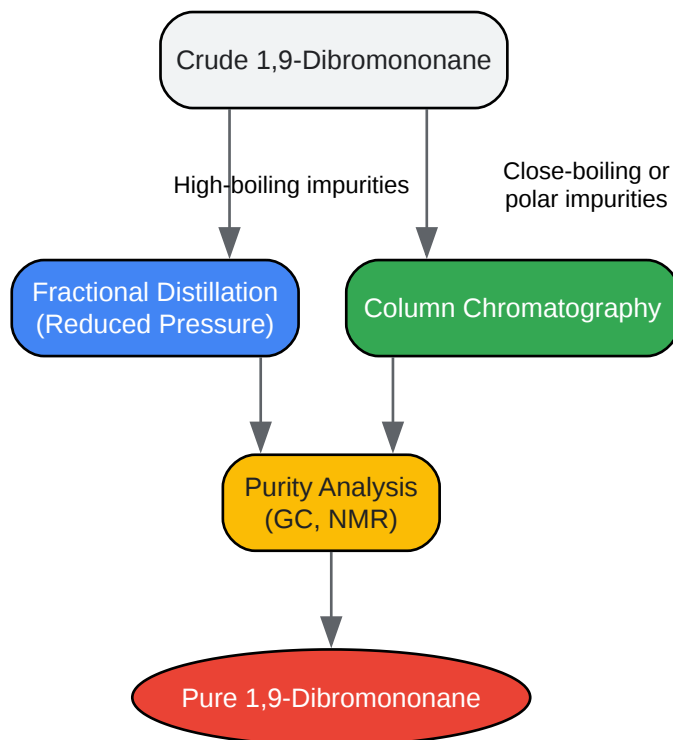 Crude 1,9-Dibromononane
High-boiling impurities
Close-boiling or
polar impurities
Fractional Distillation
(Reduced Pressure)
Column Chromatography
Purity Analysis
(GC, NMR)
Pure 1,9-Dibromononane